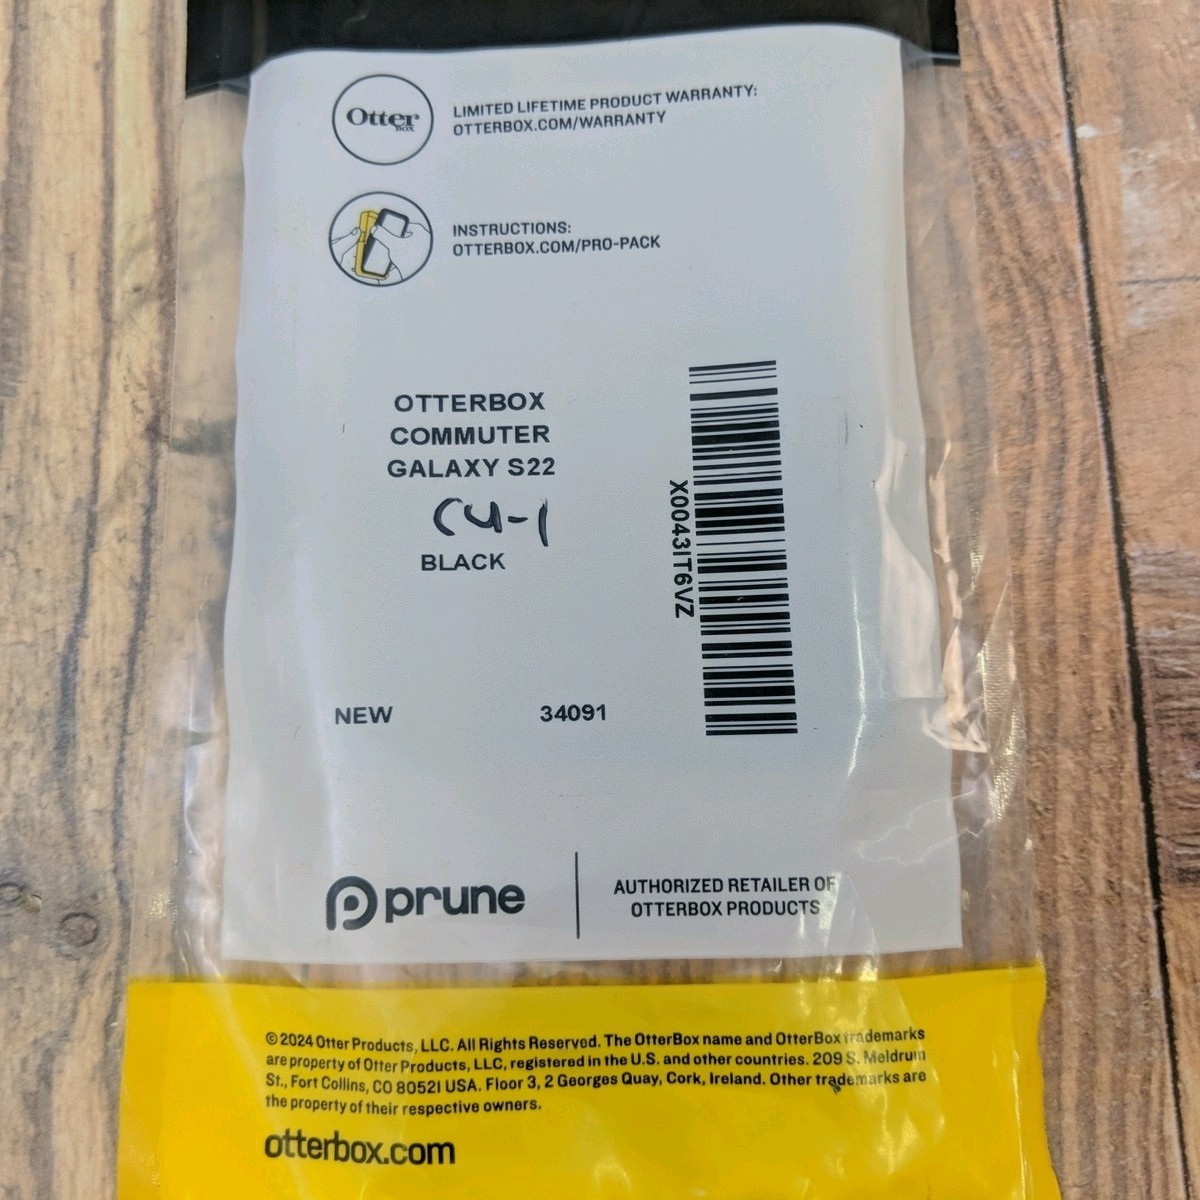 Otter
BOX
LIMITED LIFETIME PRODUCT WARRANTY:
OTTERBOX.COM/WARRANTY
INSTRUCTIONS:
OTTERBOX.COM/PRO-PACK
OTTERBOX
COMMUTER
GALAXY S22
C4-1
BLACK
X0043IT6VZ
NEW 34091
prune
AUTHORIZED RETAILER OF
OTTERBOX PRODUCTS
© 2024 Otter Products, LLC. All Rights Reserved. The OtterBox name and OtterBox trademarks
are property of Otter Products, LLC, registered in the U.S. and other countries. 209 S. Meldrum
St., Fort Collins, CO 80521 USA. Floor 3, 2 Georges Quay, Cork, Ireland. Other trademarks are
the property of their respective owners.
otterbox.com